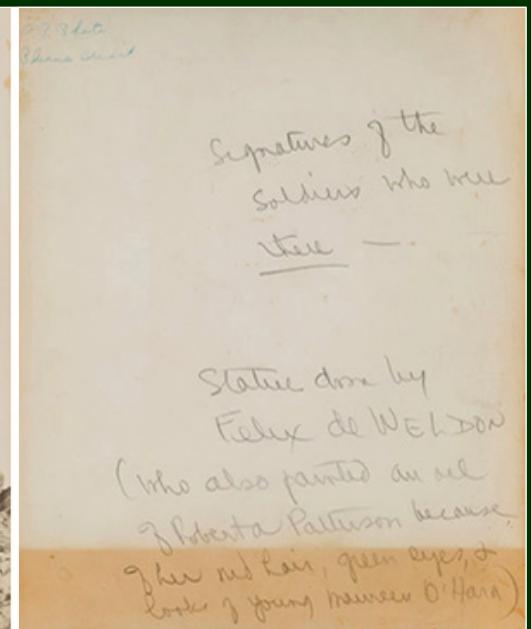 Signatures of the
Soldiers who were
there —
Statue done by
Felix de WELDON
(who also painted an oil
of Roberta Patterson because
of her red hair, green eyes, &
looks of young Maureen O'Hara)